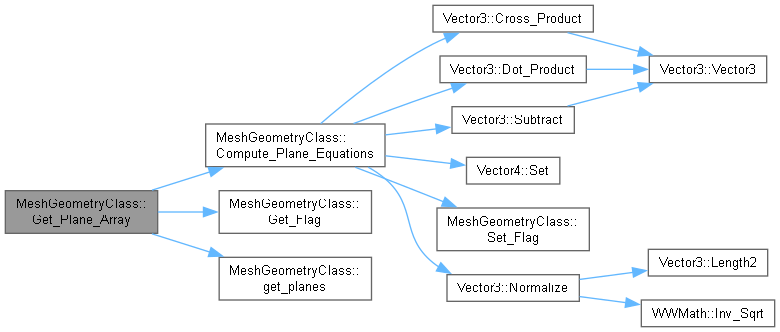 Vector3::Cross_Product
Vector3::Dot_Product
Vector3::Vector3
Vector3::Subtract
MeshGeometryClass::
Compute_Plane_Equations
Vector4::Set
MeshGeometryClass::
Get_Plane_Array
MeshGeometryClass::
Get_Flag
MeshGeometryClass::
Set_Flag
MeshGeometryClass::
get_planes
Vector3::Normalize
Vector3::Length2
WWMath::Inv_Sqrt